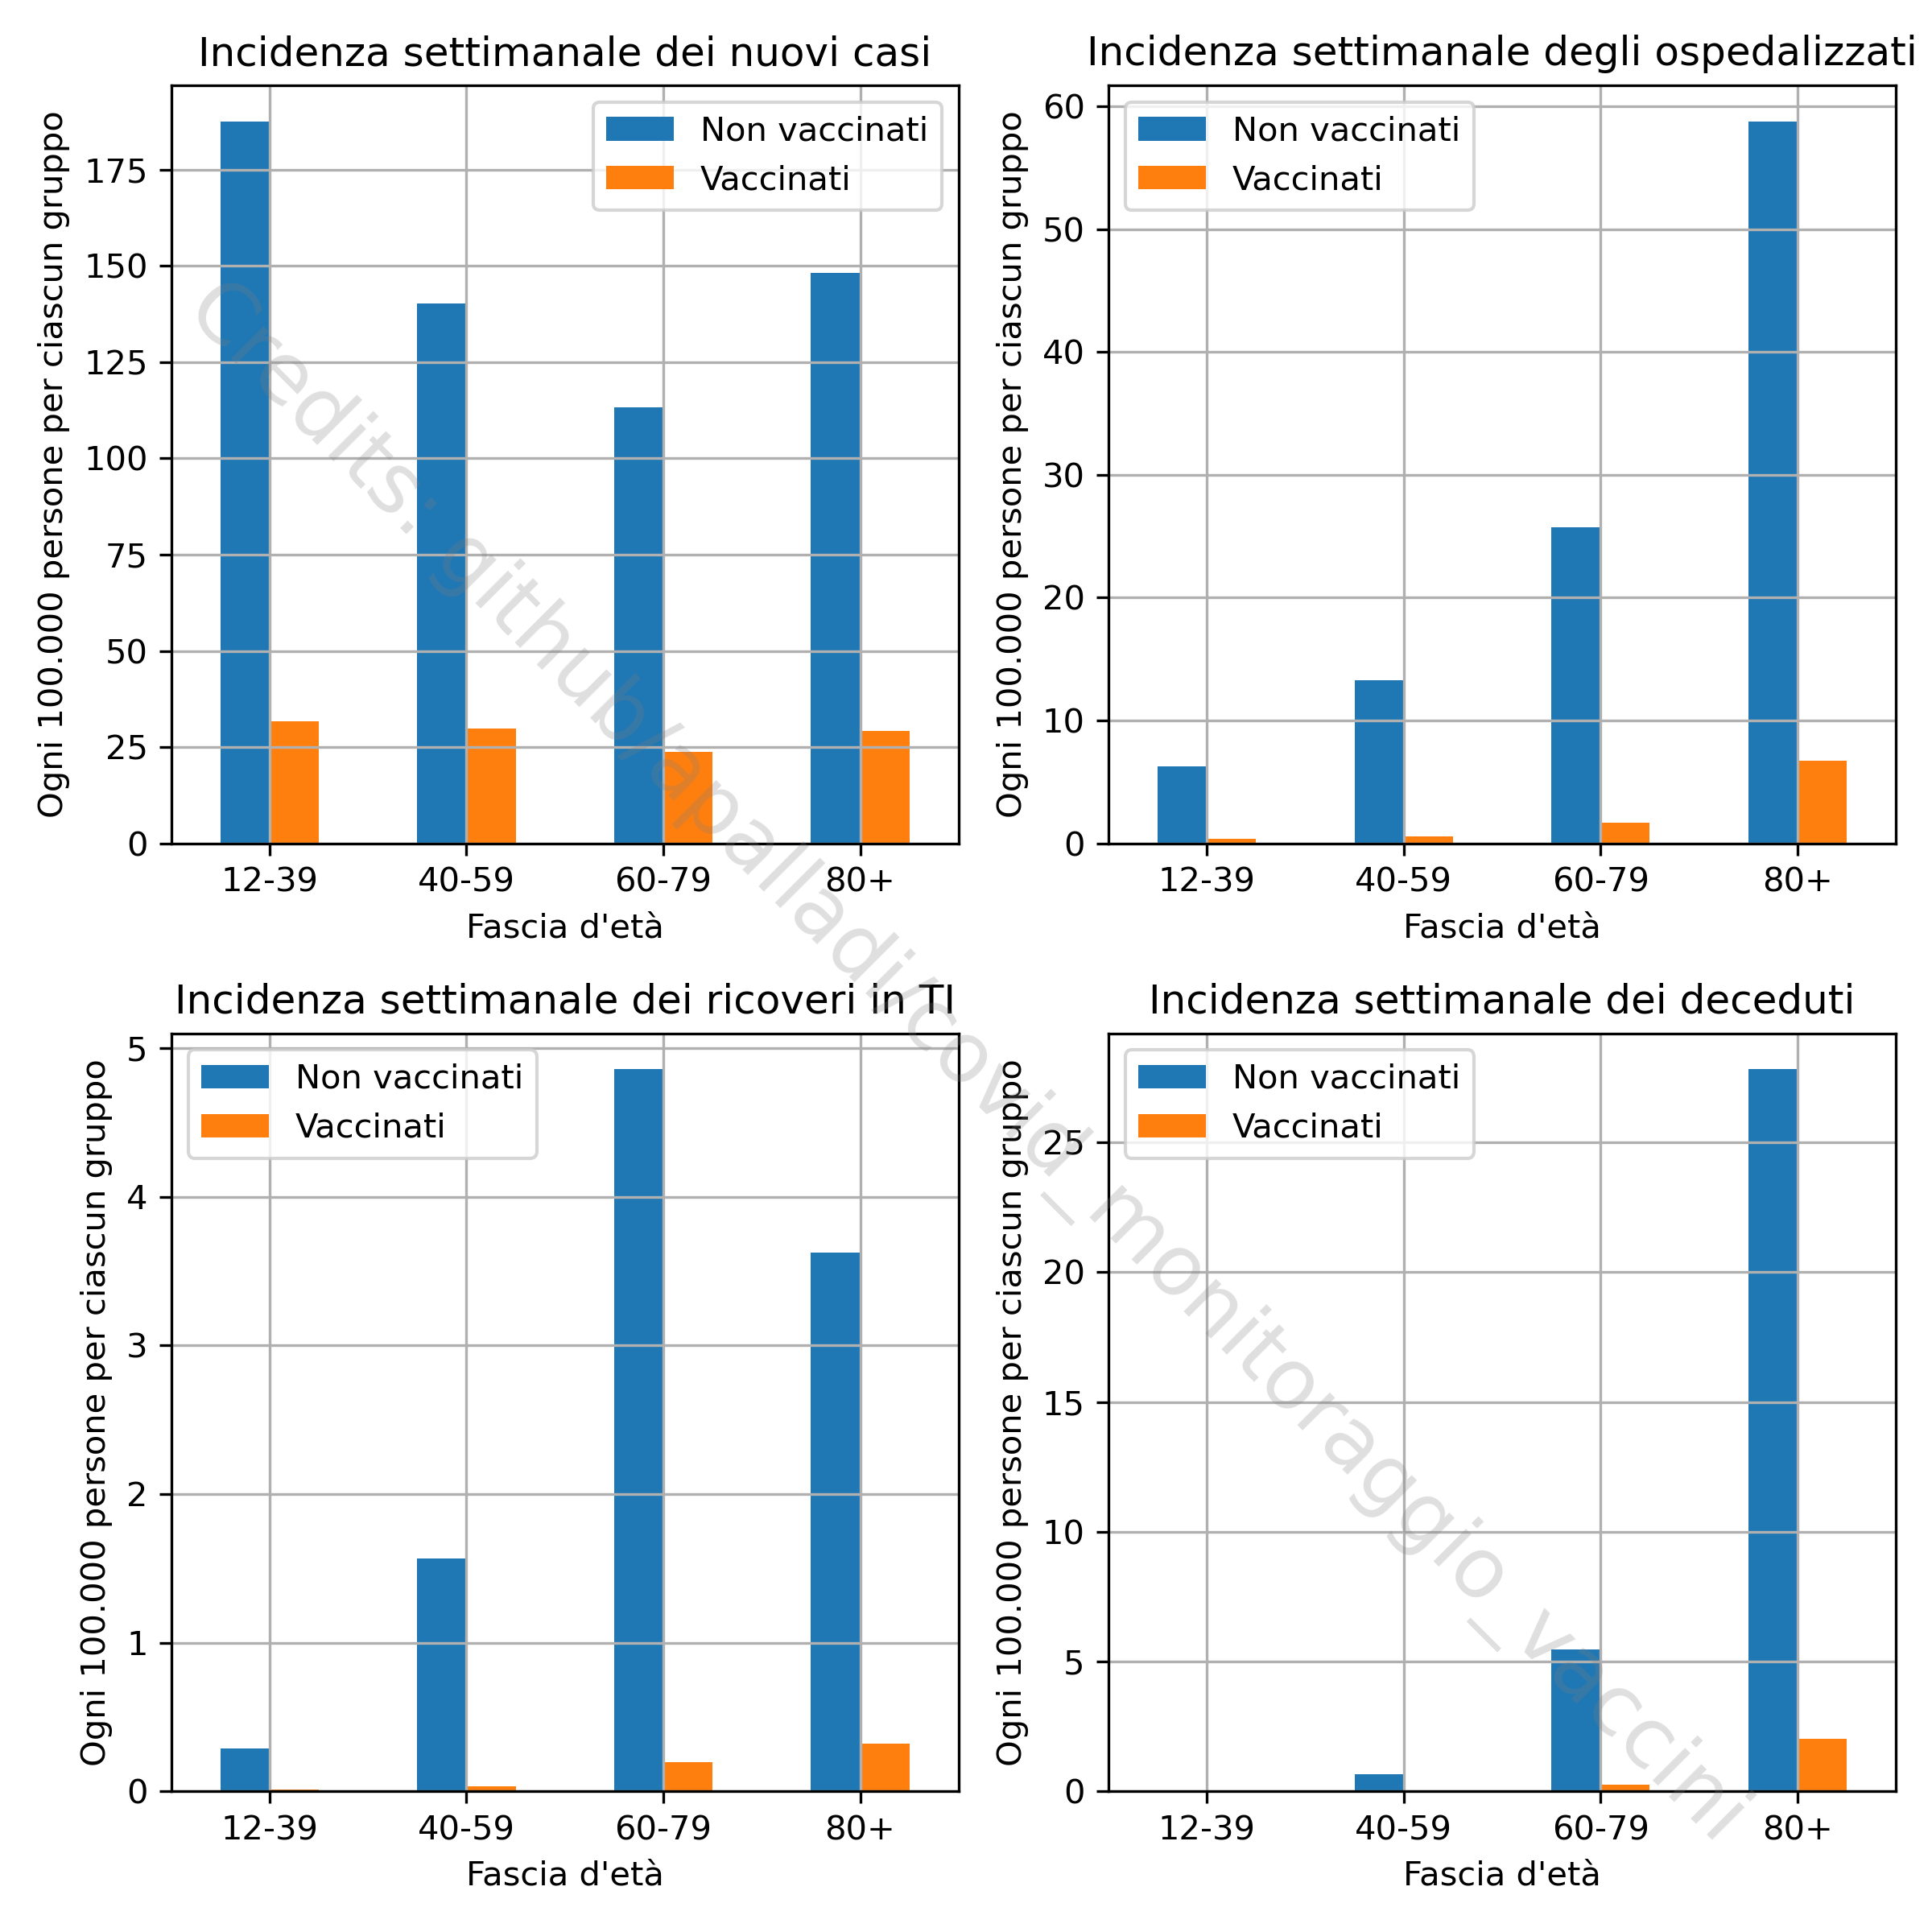 Incidenza settimanale dei nuovi casi
Ogni 100.000 persone per ciascun gruppo
175
150
125
100
75
50
25
0
Non vaccinati
Vaccinati
12-39
40-59
60-79
80+
Fascia d'età
Incidenza settimanale degli ospedalizzati
Ogni 100.000 persone per ciascun gruppo
60
50
40
30
20
10
0
Non vaccinati
Vaccinati
12-39
40-59
60-79
80+
Fascia d'età
Incidenza settimanale dei ricoveri in TI
Ogni 100.000 persone per ciascun gruppo
5
4
3
2
1
0
Non vaccinati
Vaccinati
12-39
40-59
60-79
80+
Fascia d'età
Incidenza settimanale dei deceduti
Ogni 100.000 persone per ciascun gruppo
25
20
15
10
5
0
Non vaccinati
Vaccinati
12-39
40-59
60-79
80+
Fascia d'età
Credits: github/apalladi/covid_monitoraggio_vaccini